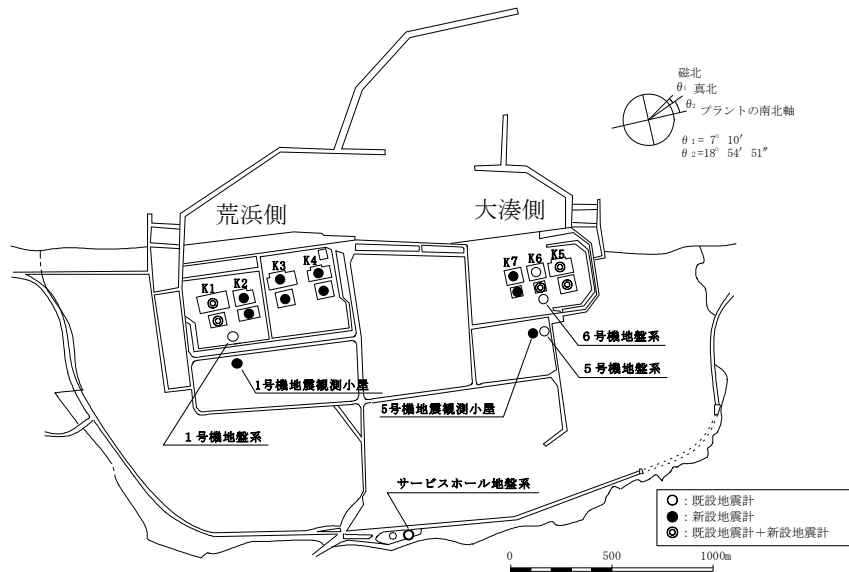 磁北
θ₁ 真北
θ₂ プラントの南北軸
θ₁= 7° 10′
θ₂=18° 54′ 51″
荒浜側
大湊側
K1
K2
K3
K4
K7
K6
K5
6号機地盤系
5号機地盤系
1号機地震観測小屋
5号機地震観測小屋
1号機地盤系
サービスホール地盤系
○：既設地震計
●：新設地震計
◎：既設地震計＋新設地震計
0 500 1000m